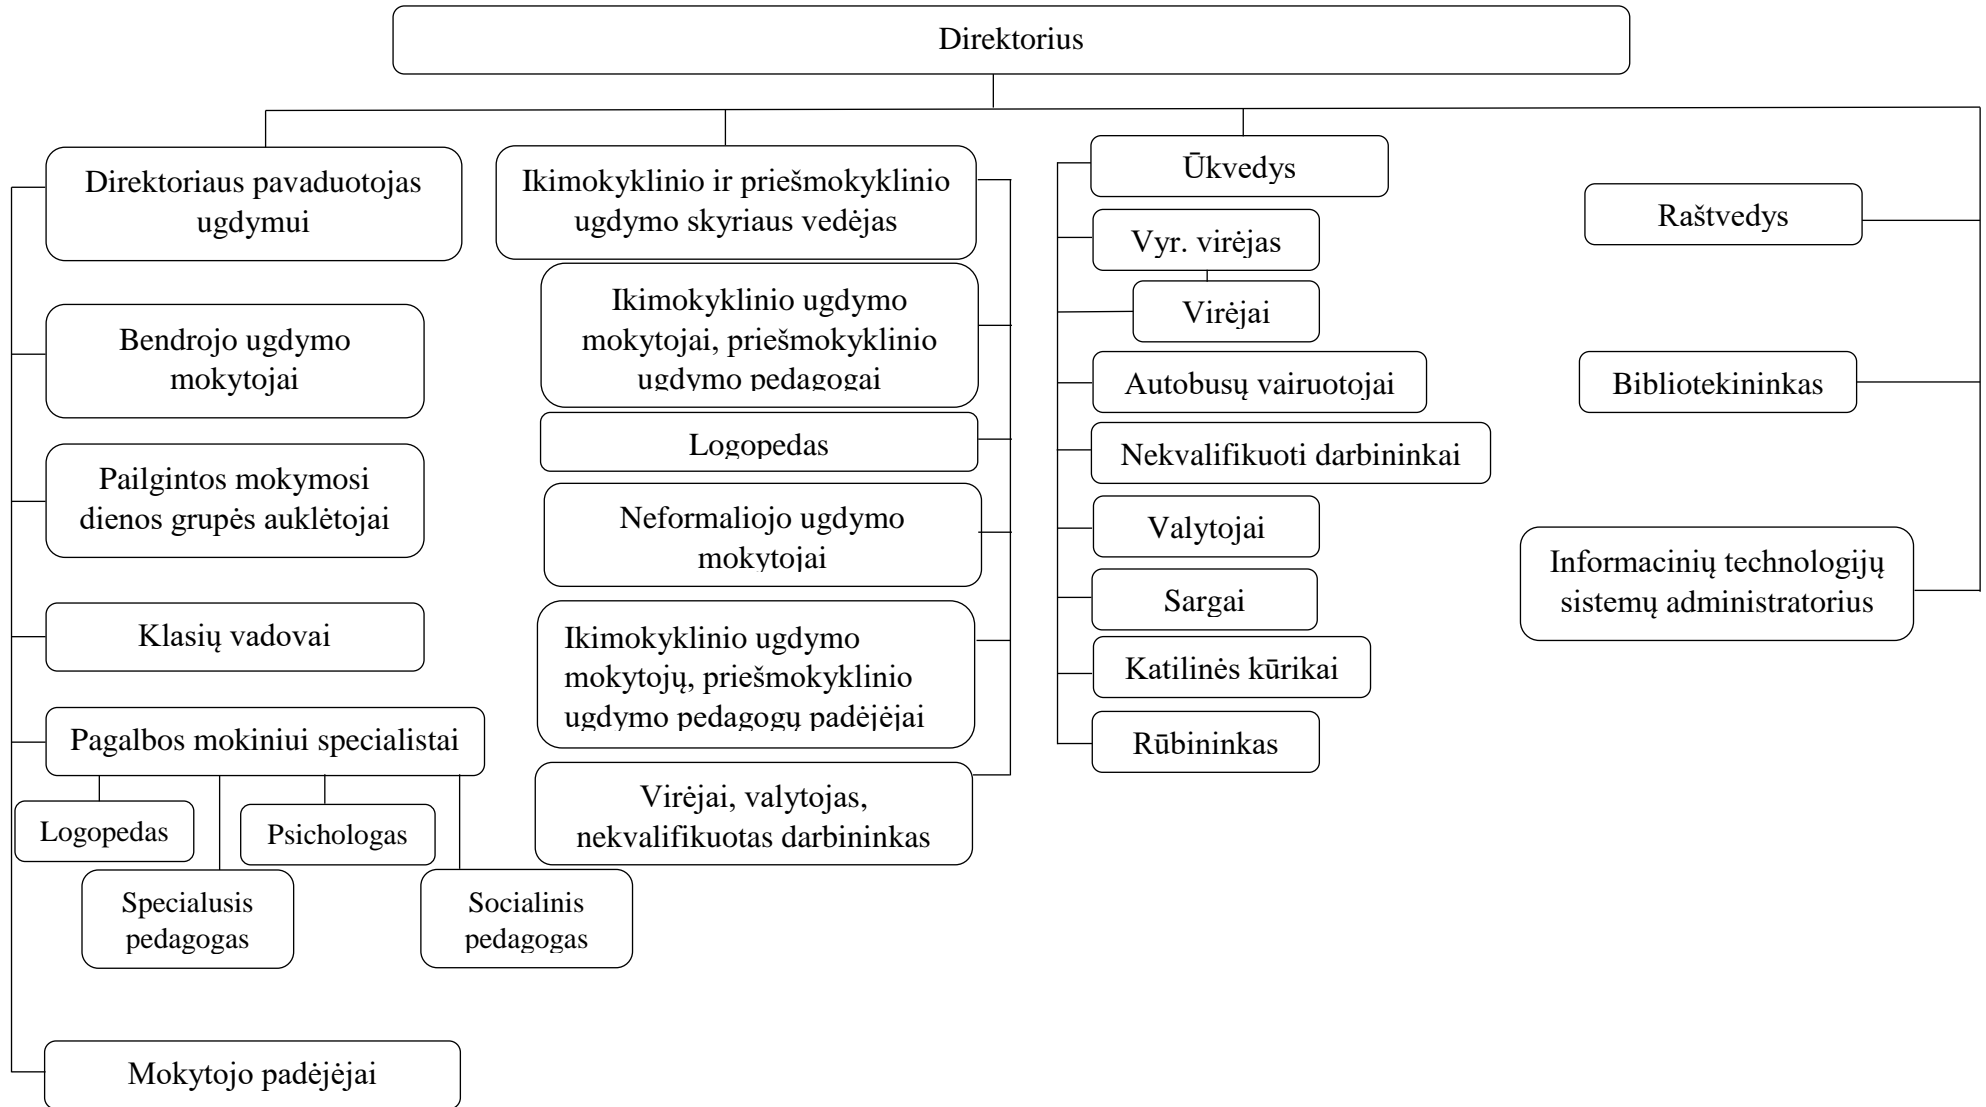 Direktorius
Direktoriaus pavaduotojas
ugdymui
Bendrojo ugdymo
mokytojai
Pailgintos mokymosi
dienos grupės auklėtojai
Klasių vadovai
Pagalbos mokiniui specialistai
Logopedas
Psichologas
Specialusis
pedagogas
Socialinis
pedagogas
Mokytojo padėjėjai
Ikimokyklinio ir priešmokyklinio
ugdymo skyriaus vedėjas
Ikimokyklinio ugdymo
mokytojai, priešmokyklinio
ugdymo pedagogai
Logopedas
Neformaliojo ugdymo
mokytojai
Ikimokyklinio ugdymo
mokytojų, priešmokyklinio
ugdymo pedagogų padėjėjai
Virėjai, valytojas,
nekvalifikuotas darbininkas
Ūkvedys
Vyr. virėjas
Virėjai
Autobusų vairuotojai
Nekvalifikuoti darbininkai
Valytojai
Sargai
Katilinės kūrikai
Rūbininkas
Raštvedys
Bibliotekininkas
Informacinių technologijų
sistemų administratorius